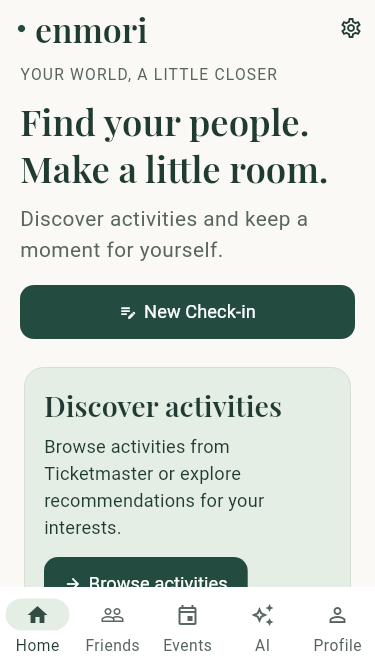 enmori
YOUR WORLD, A LITTLE CLOSER
Find your people.
Make a little room.
Discover activities and keep a
moment for yourself.
New Check-in
Discover activities
Browse activities from
Ticketmaster or explore
recommendations for your
interests.
Browse activities
Home Friends Events AI Profile